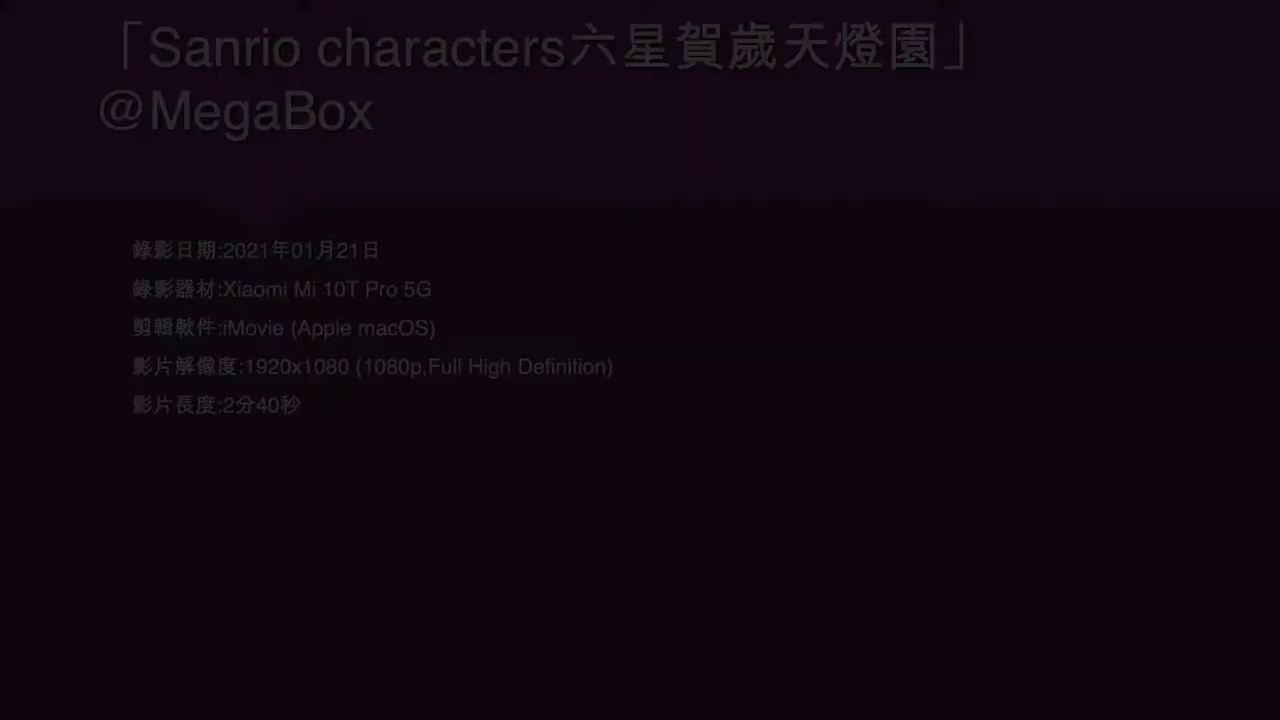 「Sanrio characters六星賀歲天燈園」
@MegaBox
錄影日期:2021年01月21日
錄影器材:Xiaomi Mi 10T Pro 5G
剪輯軟件:iMovie (Apple macOS)
影片解像度:1920x1080 (1080p,Full High Definition)
影片長度:2分40秒